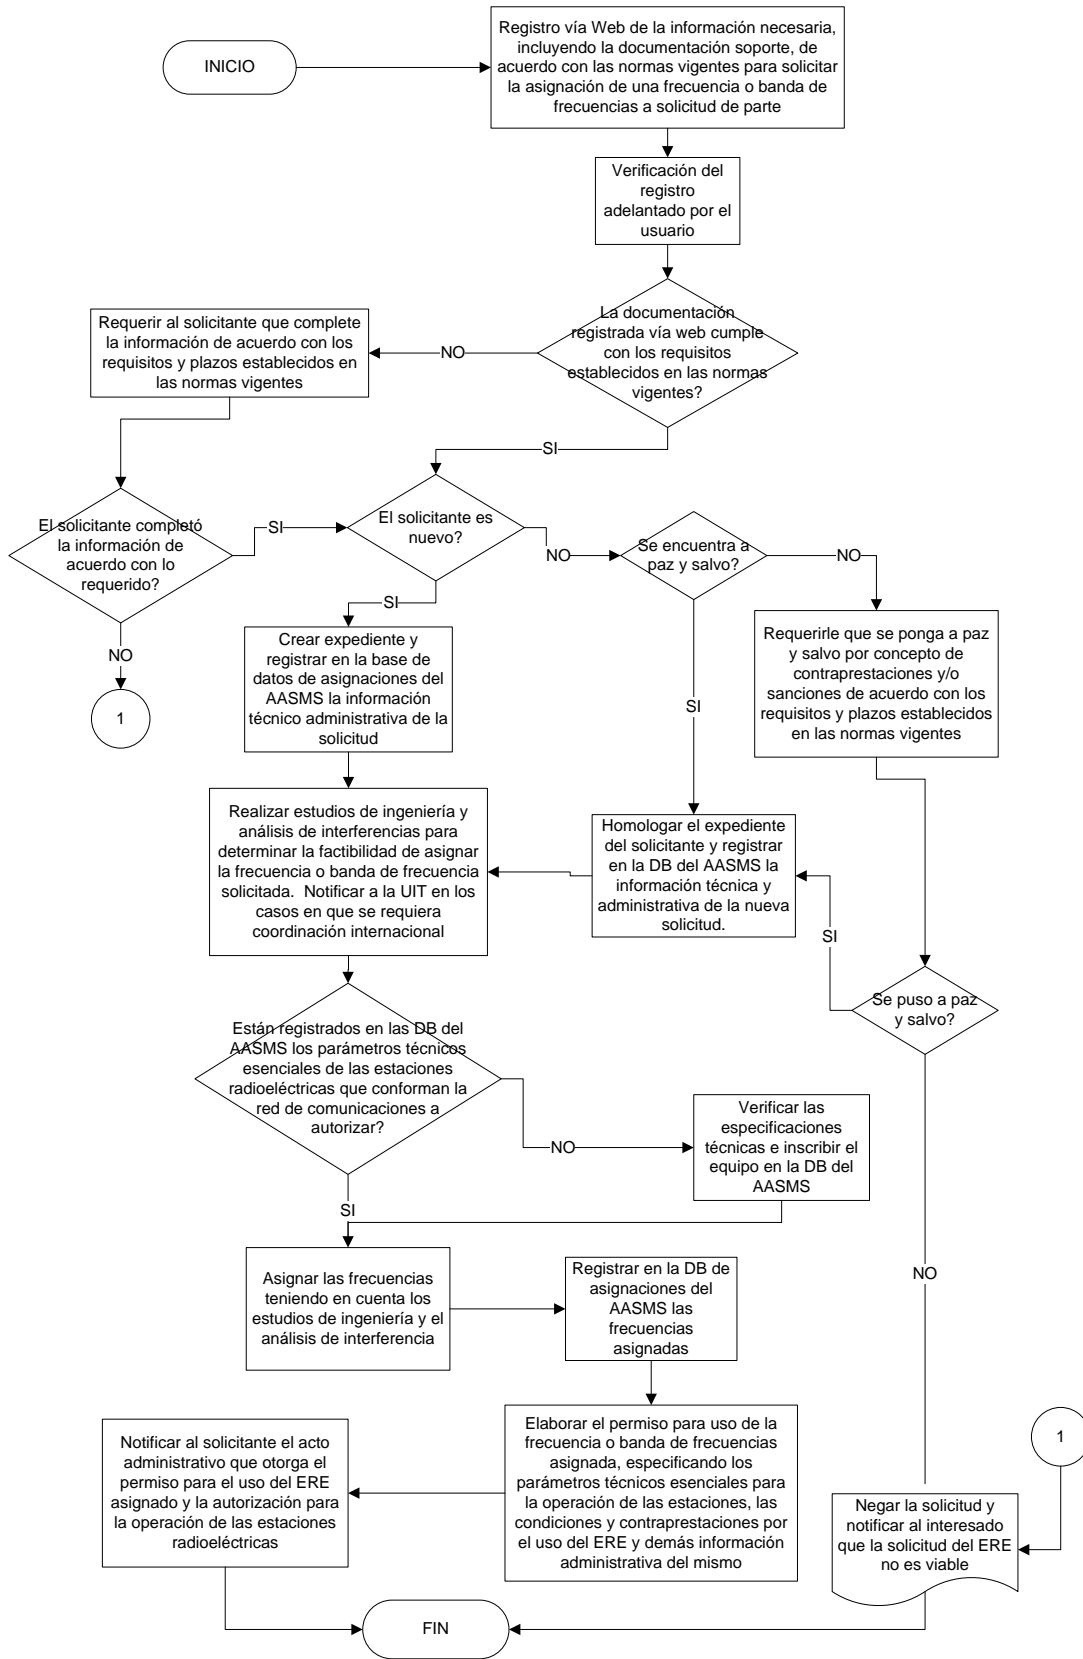 INICIO
Registro vía Web de la información necesaria,
incluyendo la documentación soporte, de
acuerdo con las normas vigentes para solicitar
la asignación de una frecuencia o banda de
frecuencias a solicitud de parte
Verificación del
registro
adelantado por el
usuario
La documentación
registrada vía web cumple
con los requisitos
establecidos en las normas
vigentes?
NO
Requerir al solicitante que complete
la información de acuerdo con los
requisitos y plazos establecidos en
las normas vigentes
SI
El solicitante completó
la información de
acuerdo con lo
requerido?
SI
El solicitante es
nuevo?
NO
Se encuentra a
paz y salvo?
NO
SI
NO
1
Crear expediente y
registrar en la base de
datos de asignaciones del
AASMS la información
técnico administrativa de la
solicitud
SI
Requerirle que se ponga a paz
y salvo por concepto de
contraprestaciones y/o
sanciones de acuerdo con los
requisitos y plazos establecidos
en las normas vigentes
Realizar estudios de ingeniería y
análisis de interferencias para
determinar la factibilidad de asignar
la frecuencia o banda de frecuencia
solicitada. Notificar a la UIT en los
casos en que se requiera
coordinación internacional
Homologar el expediente
del solicitante y registrar
en la DB del AASMS la
información técnica y
administrativa de la nueva
solicitud.
SI
Se puso a paz
y salvo?
Están registrados en las DB del
AASMS los parámetros técnicos
esenciales de las estaciones
radioeléctricas que conforman la
red de comunicaciones a
autorizar?
NO
Verificar las
especificaciones
técnicas e inscribir el
equipo en la DB del
AASMS
SI
NO
Asignar las frecuencias
teniendo en cuenta los
estudios de ingeniería y el
análisis de interferencia
Registrar en la DB de
asignaciones del
AASMS las
frecuencias
asignadas
Elaborar el permiso para uso de la
frecuencia o banda de frecuencias
asignada, especificando los
parámetros técnicos esenciales para
la operación de las estaciones, las
condiciones y contraprestaciones por
el uso del ERE y demás información
administrativa del mismo
Notificar al solicitante el acto
administrativo que otorga el
permiso para el uso del ERE
asignado y la autorización para
la operación de las estaciones
radioeléctricas
1
Negar la solicitud y
notificar al interesado
que la solicitud del ERE
no es viable
FIN